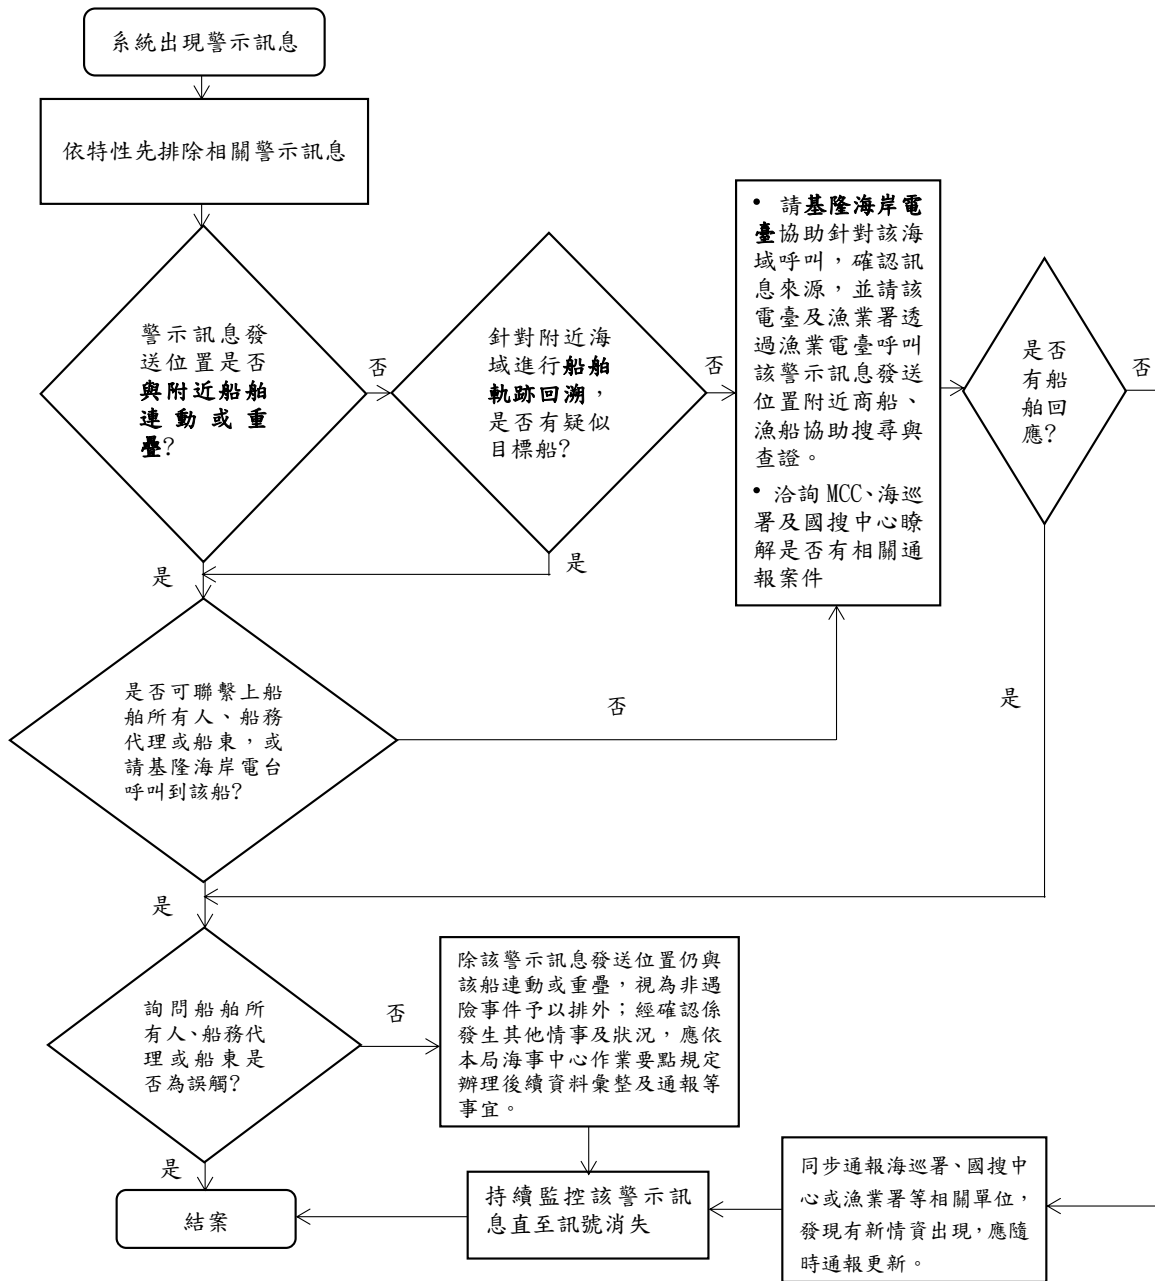 系統出現警示訊息
依特性先排除相關警示訊息
警示訊息發
送位置是否
與附近船舶
連動或重
疊?
否
針對附近海
域進行船舶
軌跡回溯，
是否有疑似
目標船?
否
• 請基隆海岸電
臺協助針對該海
域呼叫，確認訊
息來源，並請該
電臺及漁業署透
過漁業電臺呼叫
該警示訊息發送
位置附近商船、
漁船協助搜尋與
查證。
• 洽詢 MCC、海巡
署及國搜中心瞭
解是否有相關通
報案件
是否
有船
舶回
應?
否
是
是
是否可聯繫上船
舶所有人、船務
代理或船東，或
請基隆海岸電台
呼叫到該船?
否
是
是
詢問船舶所
有人、船務代
理或船東是
否為誤觸?
否
除該警示訊息發送位置仍與
該船連動或重疊，視為非遇
險事件予以排外；經確認係
發生其他情事及狀況，應依
本局海事中心作業要點規定
辦理後續資料彙整及通報等
事宜。
是
結案
持續監控該警示訊
息直至訊號消失
同步通報海巡署、國搜中
心或漁業署等相關單位，
發現有新情資出現，應隨
時通報更新。